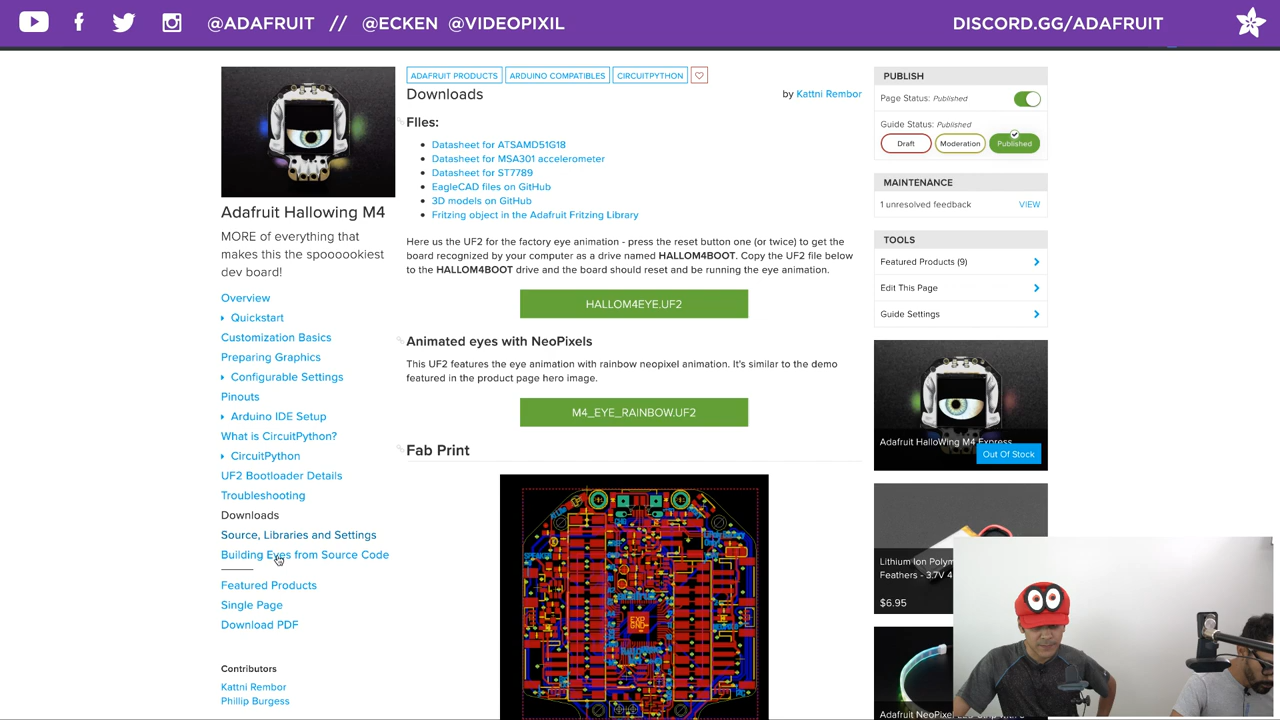 @ADAFRUIT // @ECKEN @VIDEOPIXIL
DISCORD.GG/ADAFRUIT
Adafruit Hallowing M4
MORE of everything that
makes this the spoooookiest
dev board!
Overview
Quickstart
Customization Basics
Preparing Graphics
Configurable Settings
Pinouts
Arduino IDE Setup
What is CircuitPython?
CircuitPython
UF2 Bootloader Details
Troubleshooting
Downloads
Source, Libraries and Settings
Building Eyes from Source Code
Featured Products
Single Page
Download PDF
Contributors
Kattni Rembor
Phillip Burgess
ADAFRUIT PRODUCTS
ARDUINO COMPATIBLES
CIRCUITPYTHON
Downloads
by Kattni Rembor
FIles:
Datasheet for ATSAMD51G18
Datasheet for MSA301 accelerometer
Datasheet for ST7789
EagleCAD files on GitHub
3D models on GitHub
Fritzing object in the Adafruit Fritzing Library
Here us the UF2 for the factory eye animation - press the reset button one (or twice) to get the
board recognized by your computer as a drive named HALLOM4BOOT. Copy the UF2 file below
to the HALLOM4BOOT drive and the board should reset and be running the eye animation.
HALLOM4EYE.UF2
Animated eyes with NeoPixels
This UF2 features the eye animation with rainbow neopixel animation. It's similar to the demo
featured in the product page hero image.
M4_EYE_RAINBOW.UF2
Fab Print
SPEAKER
EXP
GND
PUBLISH
Page Status: Published
Guide Status: Published
Draft
Moderation
Published
MAINTENANCE
1 unresolved feedback
VIEW
TOOLS
Featured Products (9)
Edit This Page
Guide Settings
Adafruit HalloWing M4 Express
Out Of Stock
Lithium Ion Polym
Feathers - 3.7V 4
$6.95